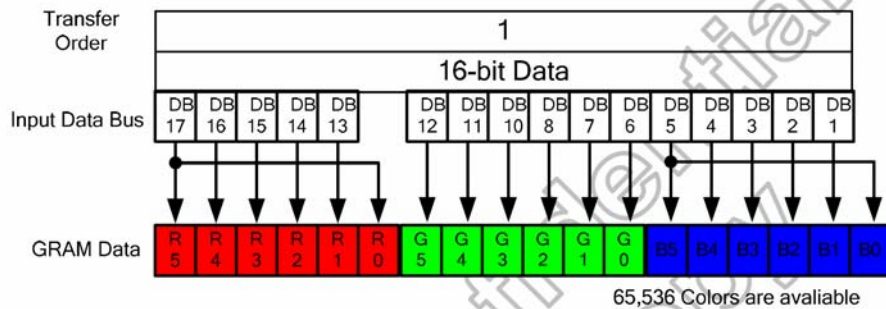 Transfer Order
1
16-bit Data
Input Data Bus
DB 17 DB 16 DB 15 DB 14 DB 13 DB 12 DB 11 DB 10 DB 8 DB 7 DB 6 DB 5 DB 4 DB 3 DB 2 DB 1
GRAM Data
R 5 R 4 R 3 R 2 R 1 R 0 G 5 G 4 G 3 G 2 G 1 G 0 B5 B4 B3 B2 B1 B0
65,536 Colors are avaliable